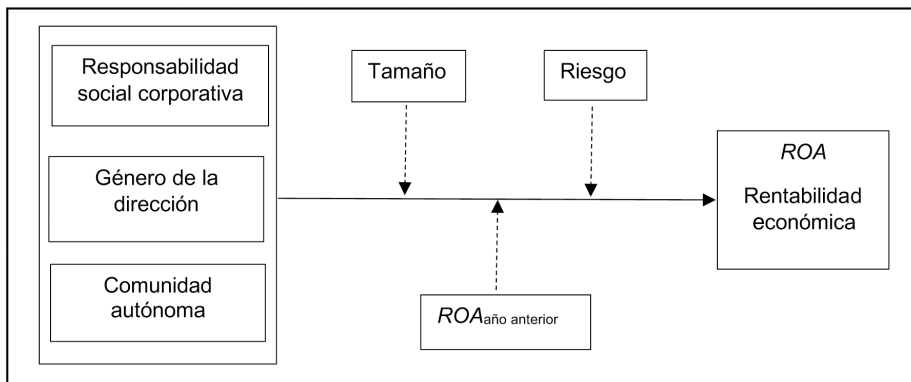 Responsabilidad
social corporativa
Género de la
dirección
Comunidad
autónoma
Tamaño
Riesgo
ROAaño anterior
ROA
Rentabilidad
económica